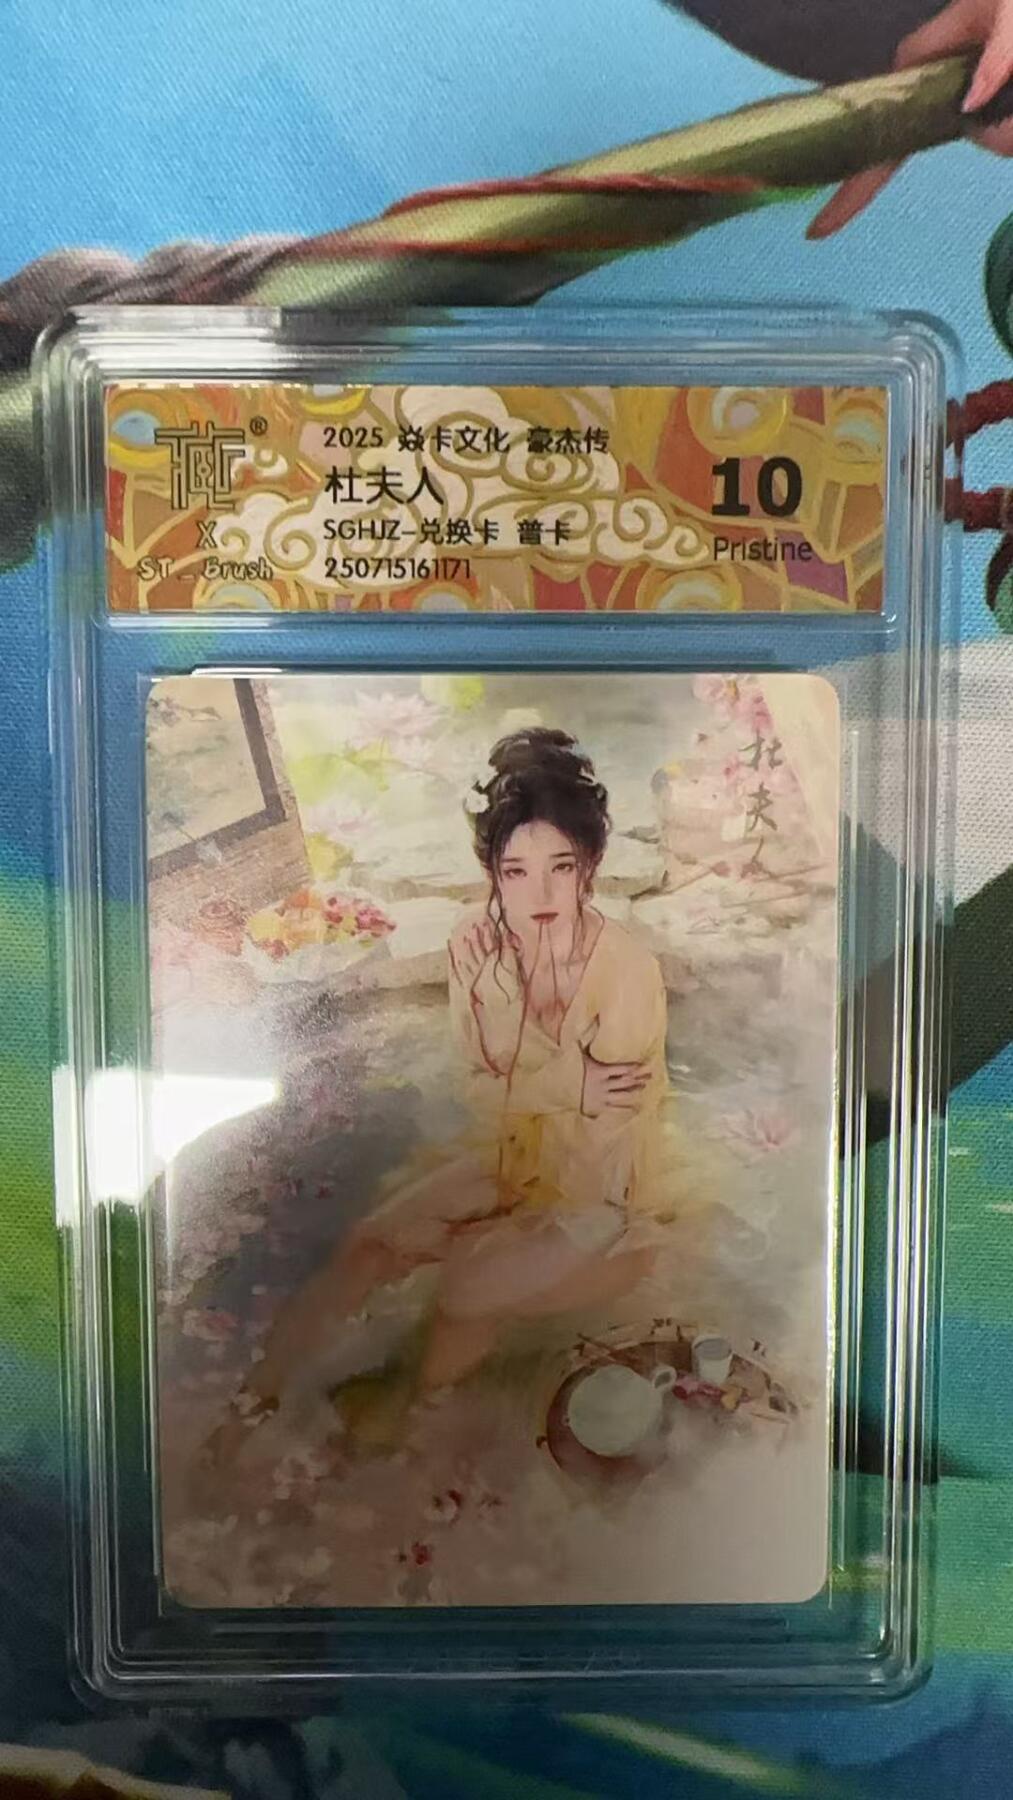 藏®
X
ST_Brush
2025 焱卡文化 豪杰传
杜夫人
SGHJZ-兑换卡 普卡
250715161171
10
Pristine
杜夫人